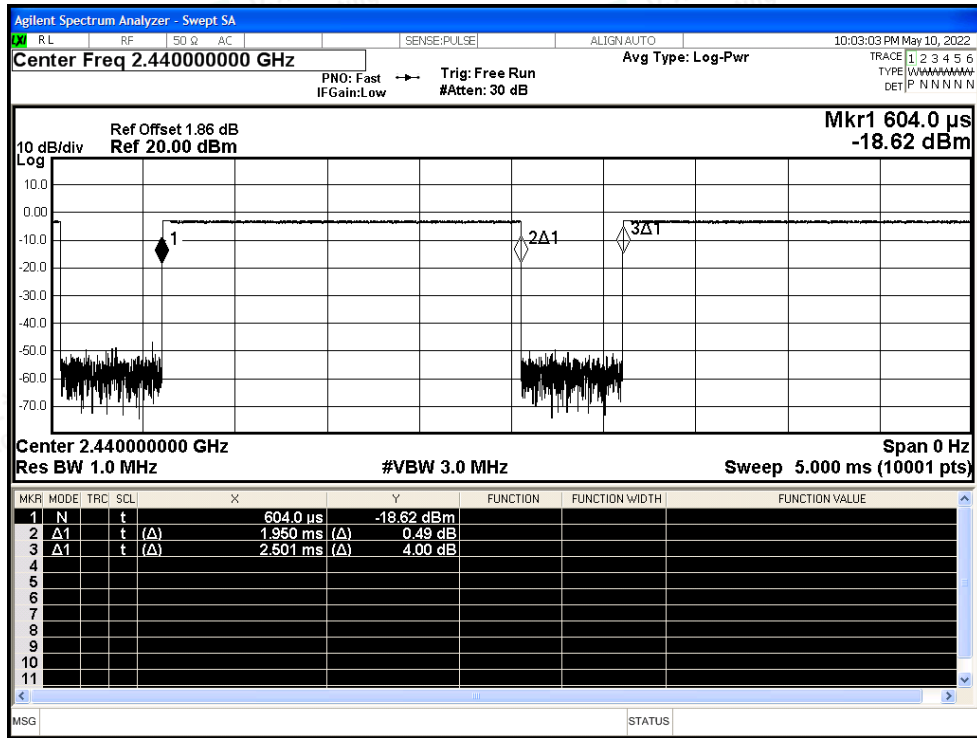 Agilent Spectrum Analyzer - Swept SA
LXI RL RF 50 Ω AC SENSE:PULSE ALIGN AUTO 10:03:03 PM May 10, 2022
Center Freq 2.440000000 GHz
PNO: Fast
IFGain:Low
Trig: Free Run
#Atten: 30 dB
Avg Type: Log-Pwr
TRACE 1 2 3 4 5 6
TYPE WWWWWW
DET P N N N N N
Ref Offset 1.86 dB
10 dB/div Ref 20.00 dBm
Log
Mkr1 604.0 µs
-18.62 dBm
10.0
0.00
-10.0
-20.0
-30.0
-40.0
-50.0
-60.0
-70.0
1
2Δ1
3Δ1
Center 2.440000000 GHz Span 0 Hz
Res BW 1.0 MHz #VBW 3.0 MHz Sweep 5.000 ms (10001 pts)
MKR MODE TRC SCL X Y FUNCTION FUNCTION WIDTH FUNCTION VALUE
1 N t 604.0 µs -18.62 dBm
2 Δ1 t (Δ) 1.950 ms (Δ) 0.49 dB
3 Δ1 t (Δ) 2.501 ms (Δ) 4.00 dB
4
5
6
7
8
9
10
11
MSG STATUS